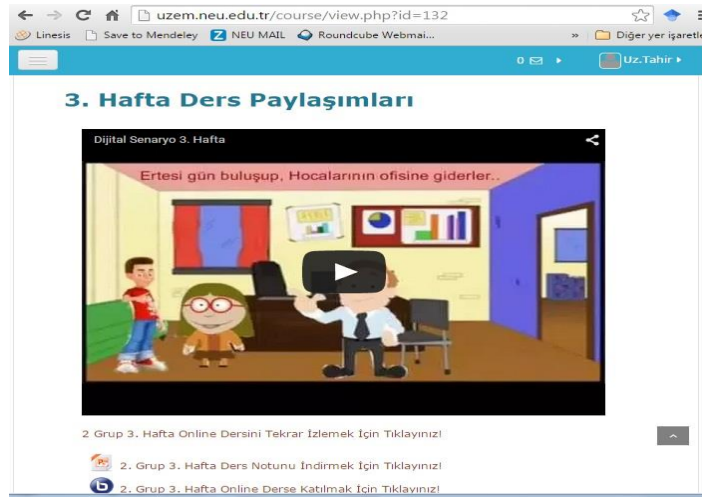 uzem.neu.edu.tr/course/view.php?id=132
Linesis Save to Mendeley Z NEU MAIL Roundcube Webmai... » Diğer yer işaretle
0 Uz.Tahir
3. Hafta Ders Paylaşımları
Dijital Senaryo 3. Hafta
Ertesi gün buluşup, Hocalarının ofisine giderler..
2 Grup 3. Hafta Online Dersini Tekrar İzlemek İçin Tıklayınız!
2. Grup 3. Hafta Ders Notunu İndirmek İçin Tıklayınız!
b 2. Grup 3. Hafta Online Derse Katılmak İçin Tıklayınız!